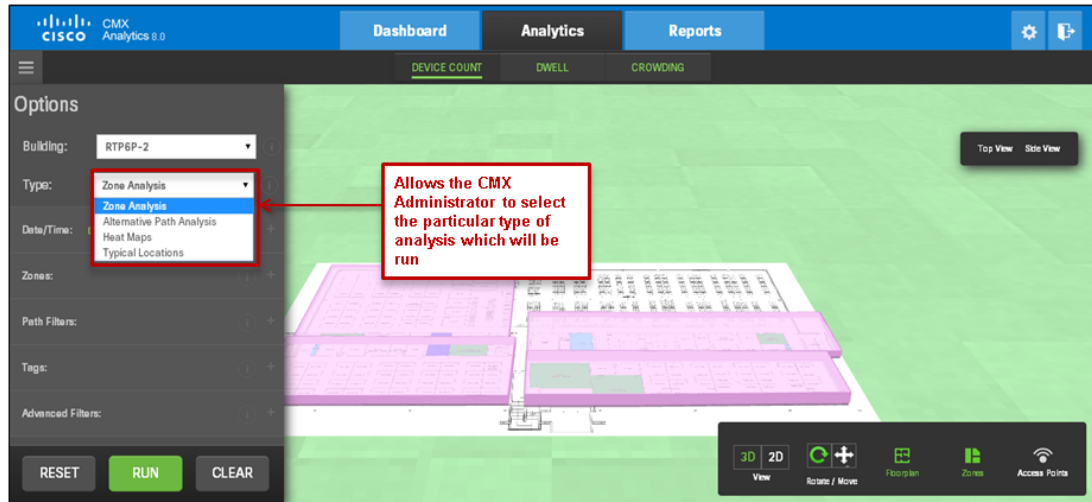 CISCO
CMX
Analytics 8.0
Dashboard
Analytics
Reports
DEVICE COUNT
DWELL
CROWDING
Options
Building:
RTP6P-2
Type:
Zone Analysis
Zone Analysis
Alternative Path Analysis
Heat Maps
Typical Locations
Date/Time:
Zones:
Path Filters:
Tags:
Advanced Filters:
RESET
RUN
CLEAR
Allows the CMX
Administrator to select
the particular type of
analysis which will be
run
Top View Side View
3D 2D
View
Rotate / Move
Floorplan
Zones
Access Points